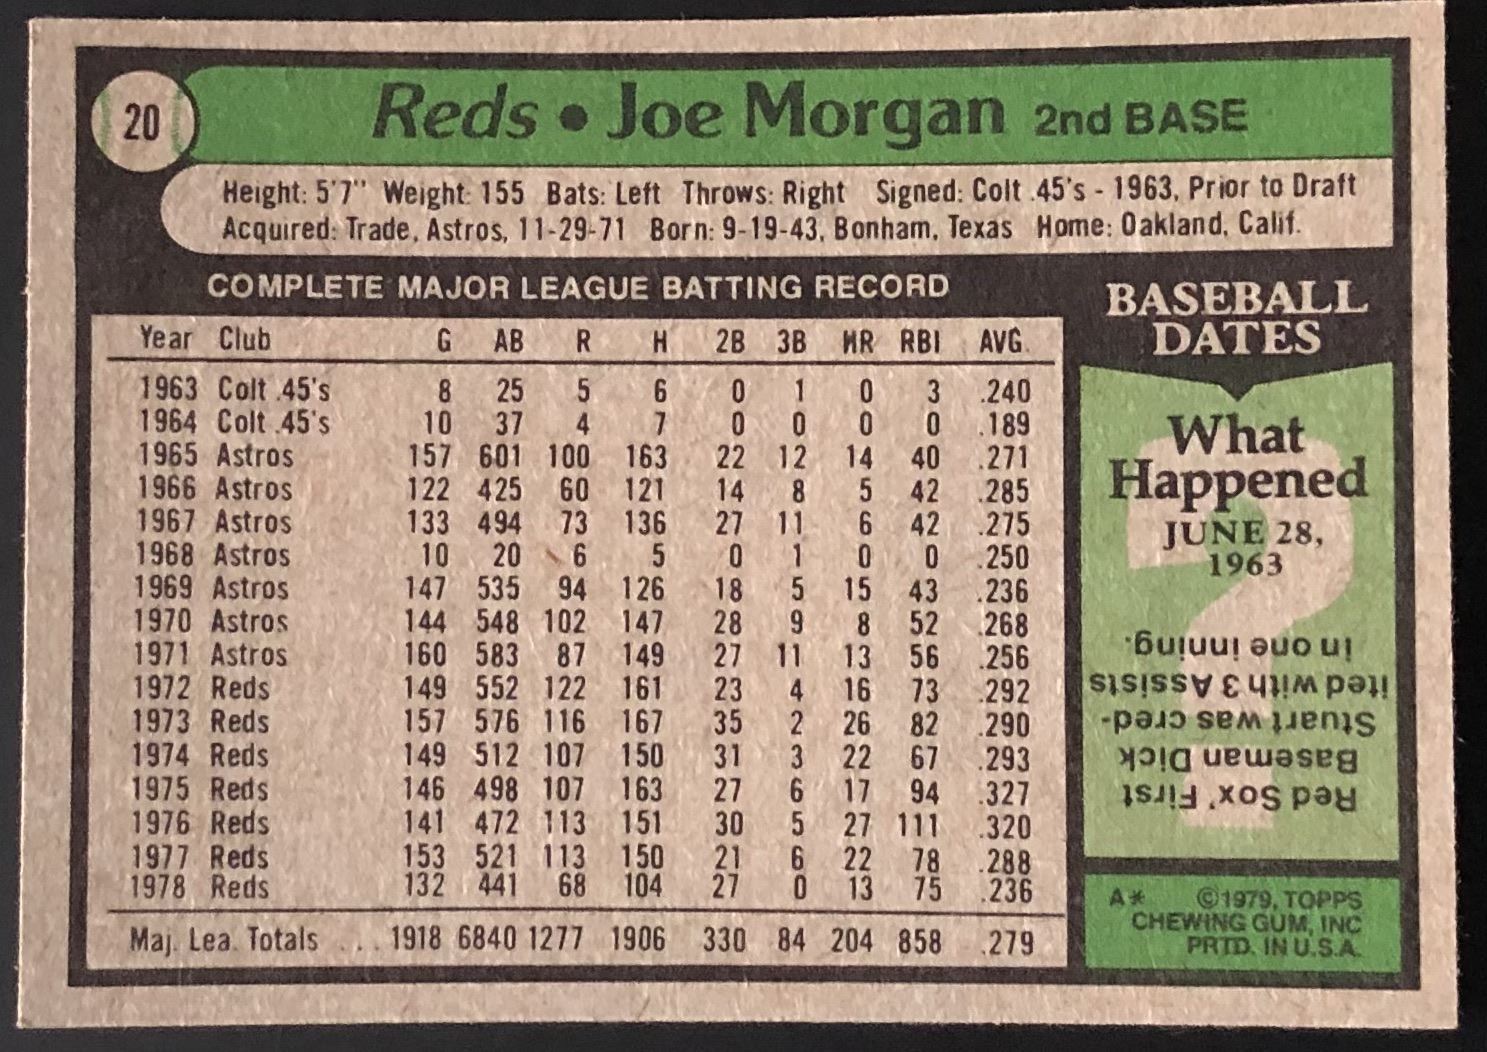 20
Reds • Joe Morgan 2nd BASE
Height: 5'7" Weight: 155 Bats: Left Throws: Right Signed: Colt .45's - 1963, Prior to Draft
Acquired: Trade, Astros, 11-29-71 Born: 9-19-43, Bonham, Texas Home: Oakland, Calif.
COMPLETE MAJOR LEAGUE BATTING RECORD
Year Club G AB R H 2B 3B HR RBI AVG.
1963 Colt .45's 8 25 5 6 0 1 0 3 .240
1964 Colt .45's 10 37 4 7 0 0 0 0 .189
1965 Astros 157 601 100 163 22 12 14 40 .271
1966 Astros 122 425 60 121 14 8 5 42 .285
1967 Astros 133 494 73 136 27 11 6 42 .275
1968 Astros 10 20 6 5 0 1 0 0 .250
1969 Astros 147 535 94 126 18 5 15 43 .236
1970 Astros 144 548 102 147 28 9 8 52 .268
1971 Astros 160 583 87 149 27 11 13 56 .256
1972 Reds 149 552 122 161 23 4 16 73 .292
1973 Reds 157 576 116 167 35 2 26 82 .290
1974 Reds 149 512 107 150 31 3 22 67 .293
1975 Reds 146 498 107 163 27 6 17 94 .327
1976 Reds 141 472 113 151 30 5 27 111 .320
1977 Reds 153 521 113 150 21 6 22 78 .288
1978 Reds 132 441 68 104 27 0 13 75 .236
Maj. Lea. Totals ... 1918 6840 1277 1906 330 84 204 858 .279
BASEBALL
DATES
What
Happened
JUNE 28,
1963
Red Sox' First
Baseman Dick
Stuart was cred-
ited with 3 Assists
in one inning.
A* ©1979, TOPPS
CHEWING GUM, INC
PRTD. IN U.S.A.